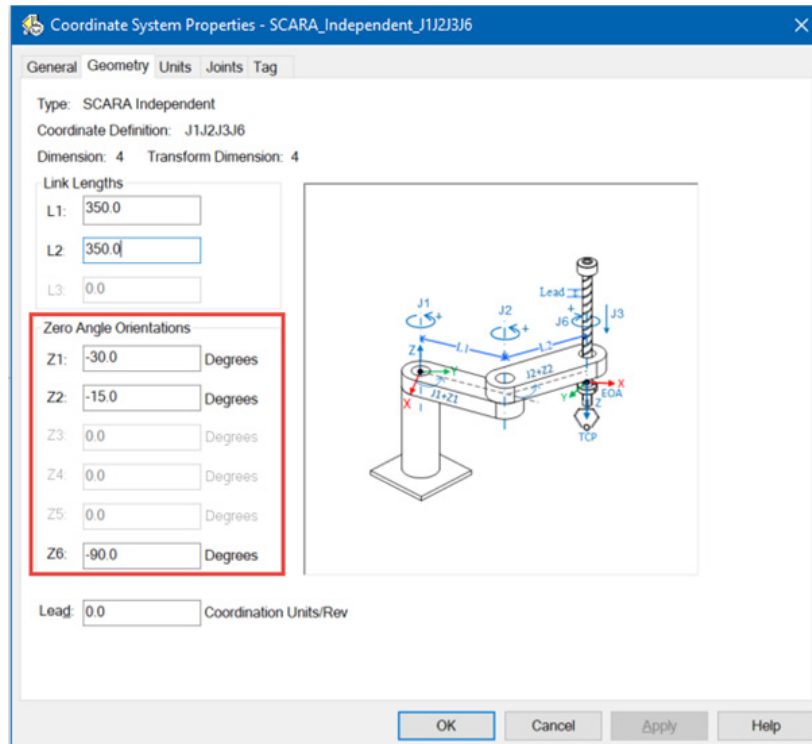 Coordinate System Properties - SCARA_Independent_J1J2J3J6
General Geometry Units Joints Tag
Type: SCARA Independent
Coordinate Definition: J1J2J3J6
Dimension: 4 Transform Dimension: 4
Link Lengths
L1: 350.0
L2: 350.0
L3: 0.0
Zero Angle Orientations
Z1: -30.0 Degrees
Z2: -15.0 Degrees
Z3: 0.0 Degrees
Z4: 0.0 Degrees
Z5: 0.0 Degrees
Z6: -90.0 Degrees
Lead: 0.0 Coordination Units/Rev
Lead
J1
+
J2
+
+
J6
J3
L1
L2
Z
Y
X
J1+Z1
J2+Z2
X
Y
EOA
Z
TCP
OK Cancel Apply Help